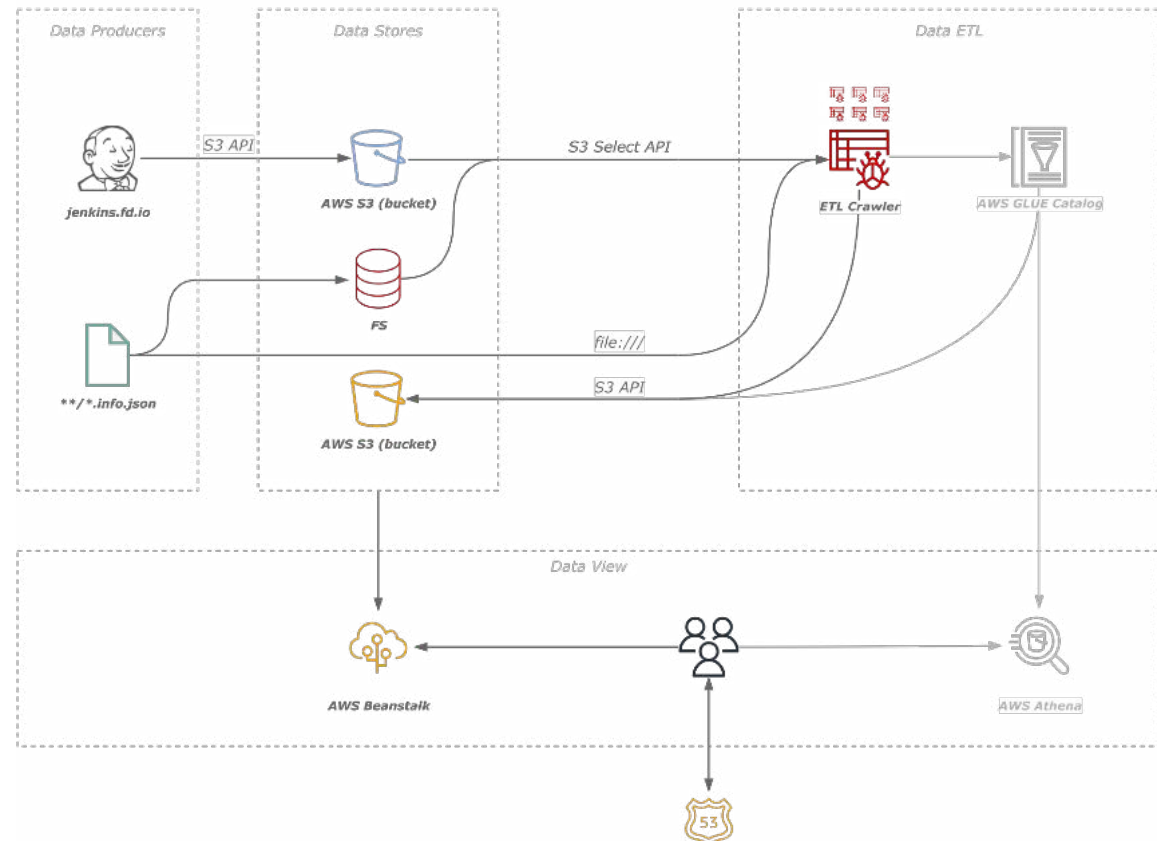 Data Producers
Data Stores
Data ETL
S3 API
S3 Select API
jenkins.fd.io
AWS S3 (bucket)
ETL Crawler
AWS GLUE Catalog
FS
file:///
S3 API
**/*.info.json
AWS S3 (bucket)
Data View
AWS Beanstalk
AWS Athena
53